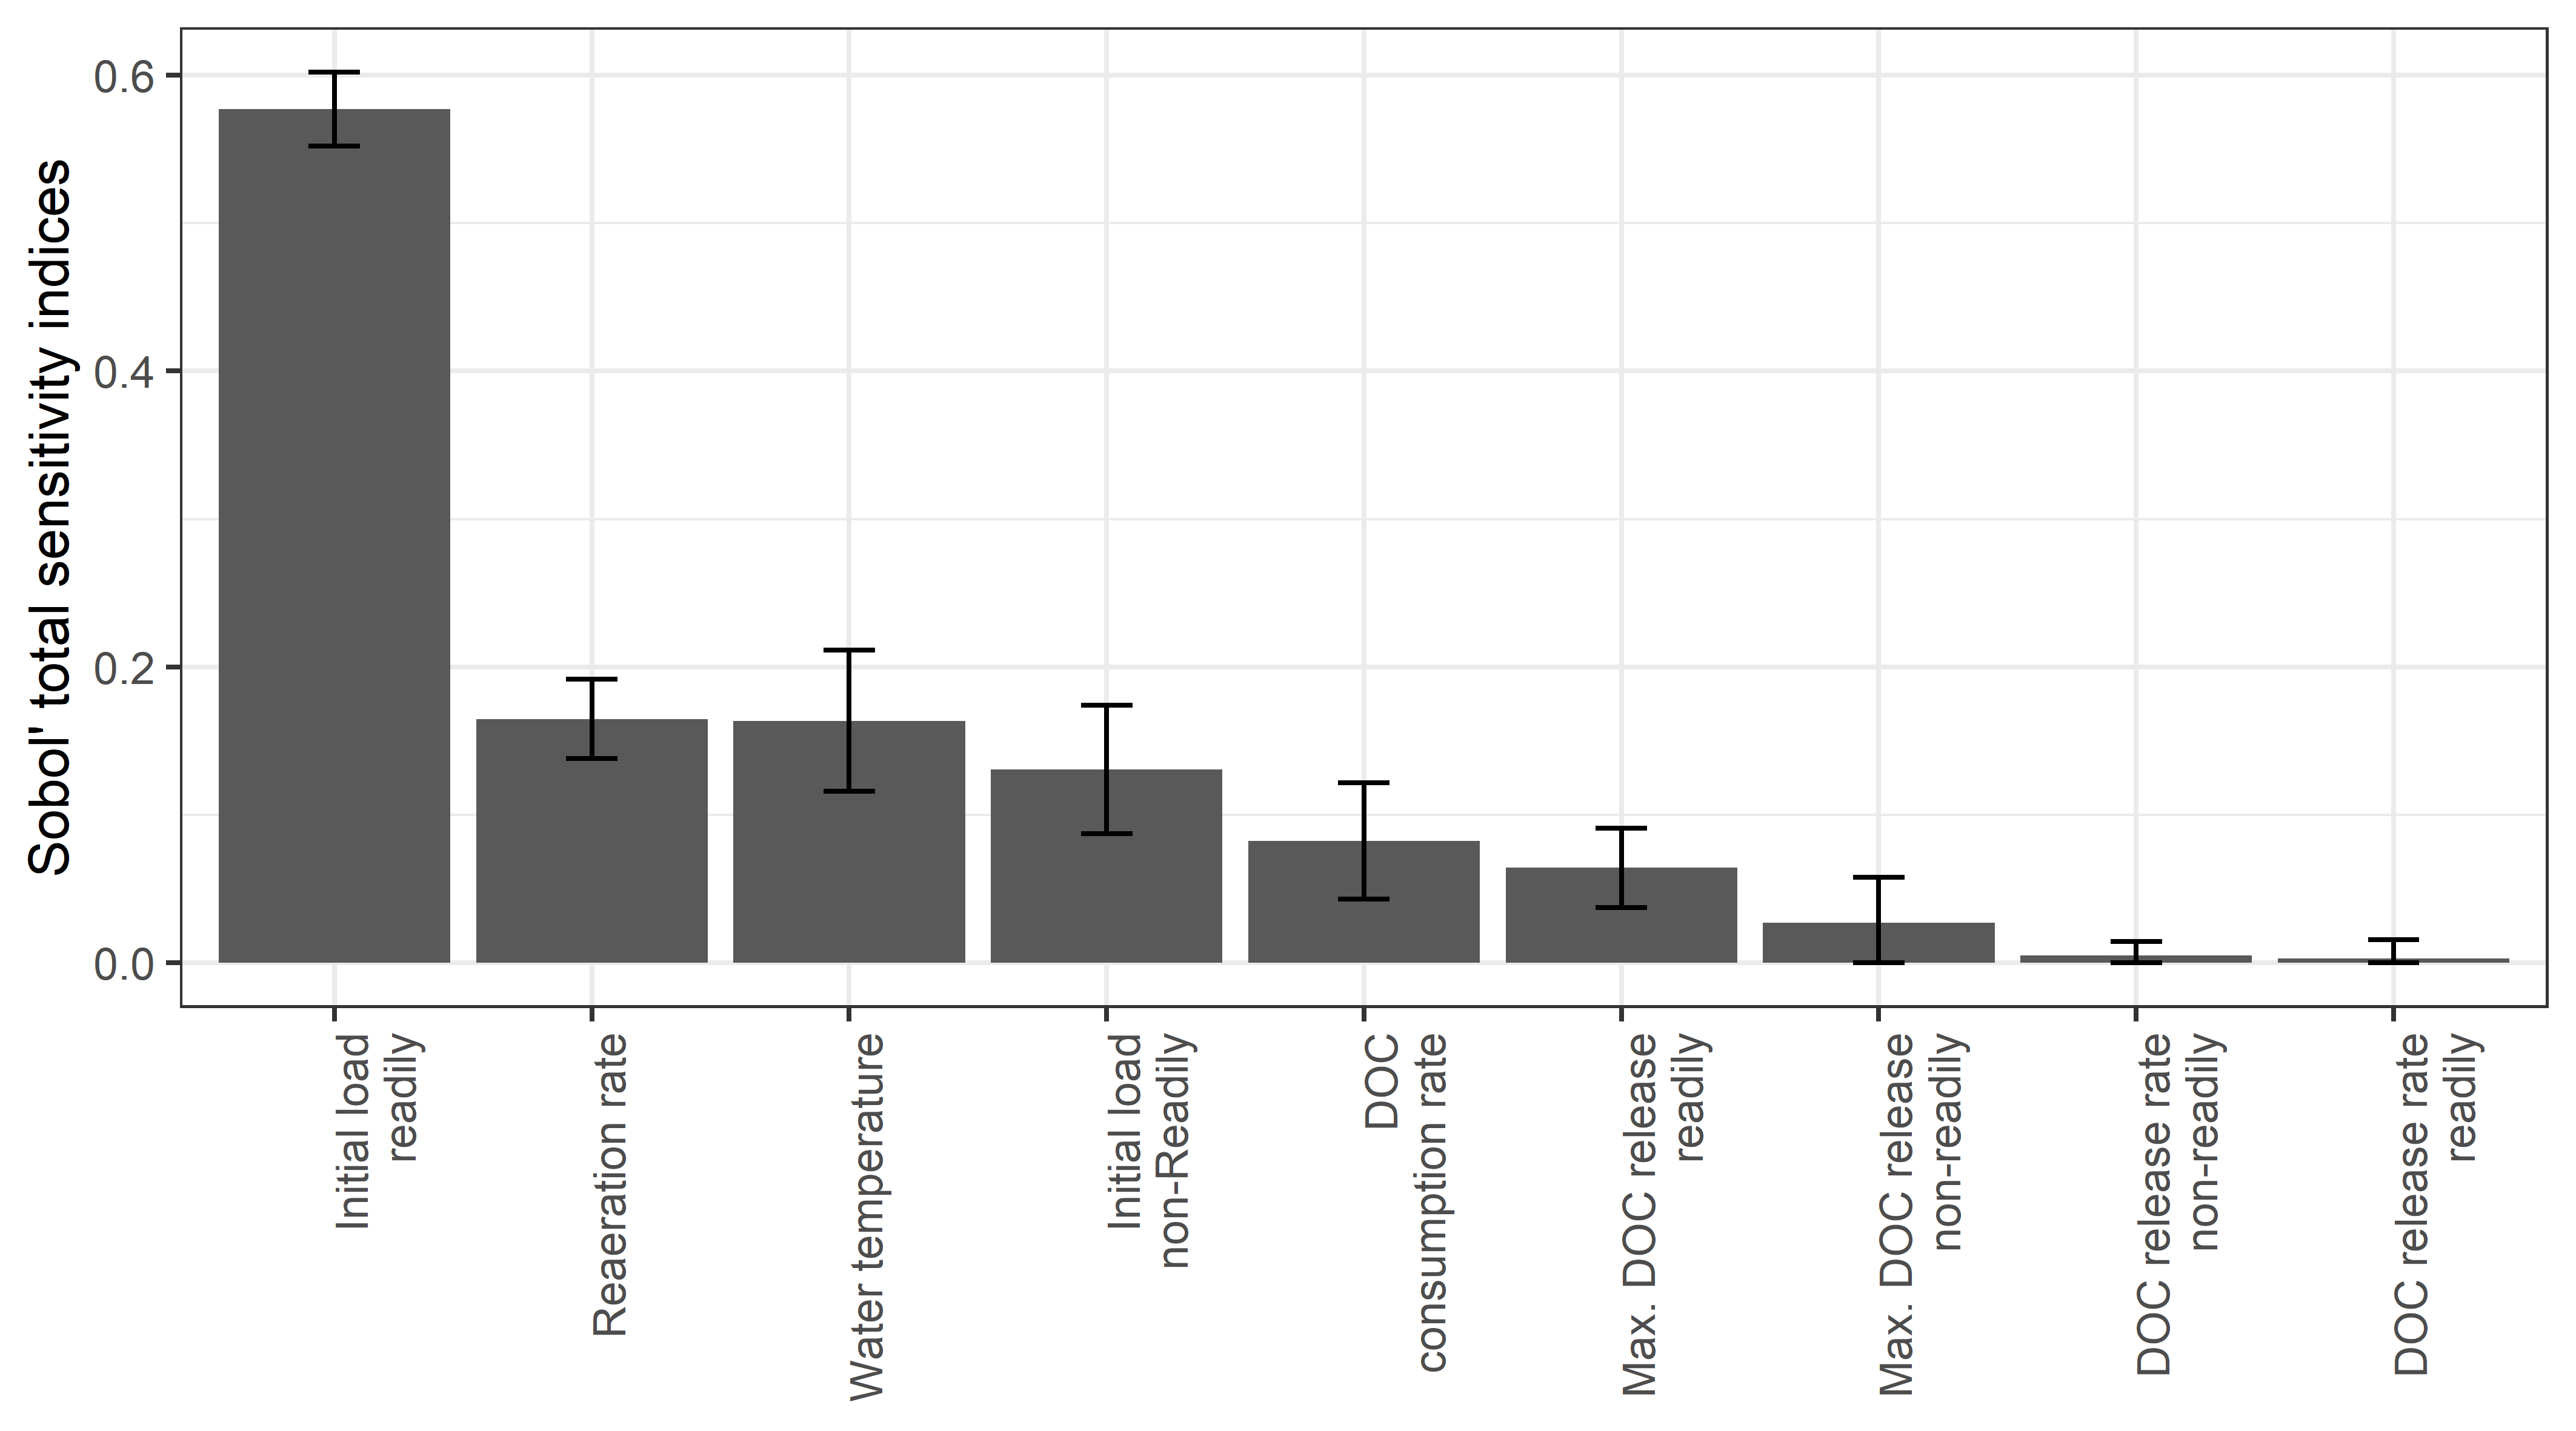 Sobol' total sensitivity indices
0.6
0.4
0.2
0.0
Initial load
readily
Reaeration rate
Water temperature
Initial load
non-Readily
DOC
consumption rate
Max. DOC release
readily
Max. DOC release
non-readily
DOC release rate
non-readily
DOC release rate
readily